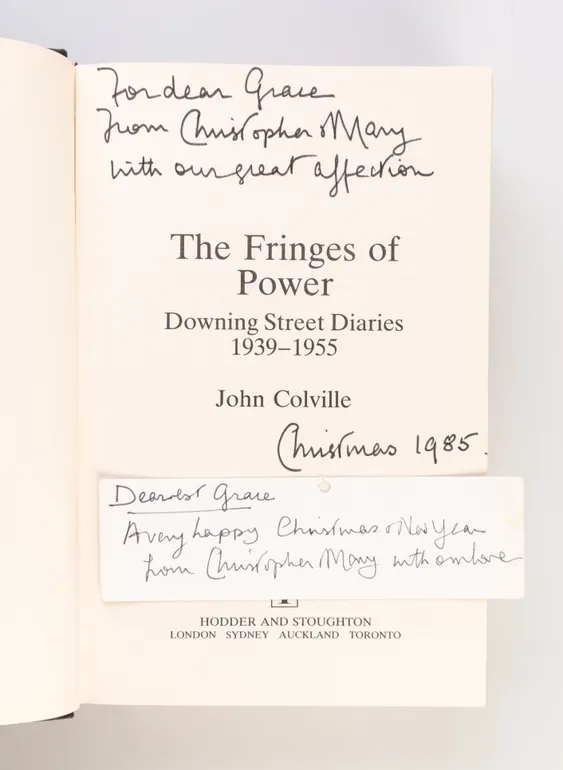 For dear Grace
From Christopher & Mary
with our great affection
The Fringes of
Power
Downing Street Diaries
1939–1955
John Colville
Christmas 1985.
Dearest Grace
A very happy Christmas & New Year
from Christopher & Mary with our love
HODDER AND STOUGHTON
LONDON SYDNEY AUCKLAND TORONTO